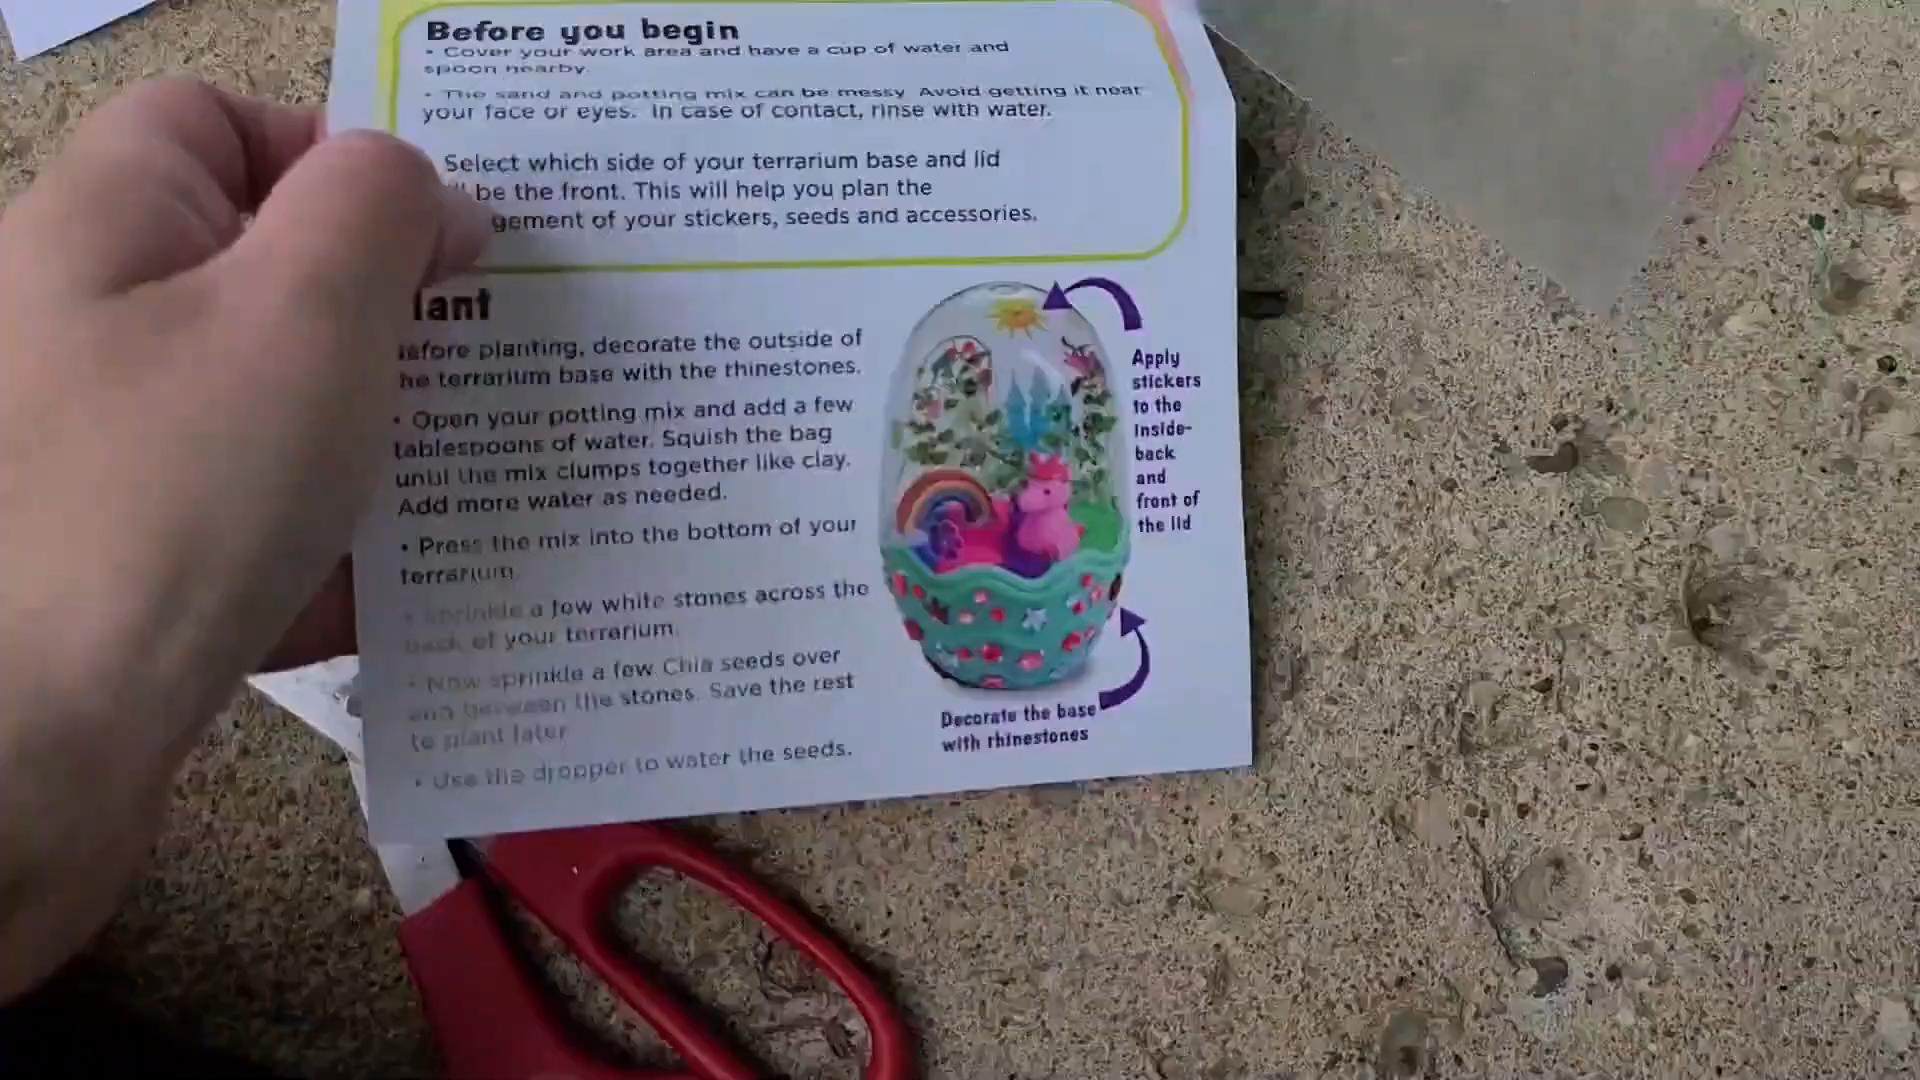 Before you begin
• Cover your work area and have a cup of water and
spoon nearby.
• The sand and potting mix can be messy. Avoid getting it near
your face or eyes. In case of contact, rinse with water.
Select which side of your terrarium base and lid
be the front. This will help you plan the
gement of your stickers, seeds and accessories.
lant
efore planting, decorate the outside of
he terrarium base with the rhinestones.
• Open your potting mix and add a few
tablespoons of water. Squish the bag
until the mix clumps together like clay.
Add more water as needed.
• Press the mix into the bottom of your
terrarium.
• Sprinkle a few white stones across the
back of your terrarium.
• Now sprinkle a few Chia seeds over
and between the stones. Save the rest
to plant later
• Use the dropper to water the seeds.
Apply
stickers
to the
inside-
back
and
front of
the lid
Decorate the base
with rhinestones